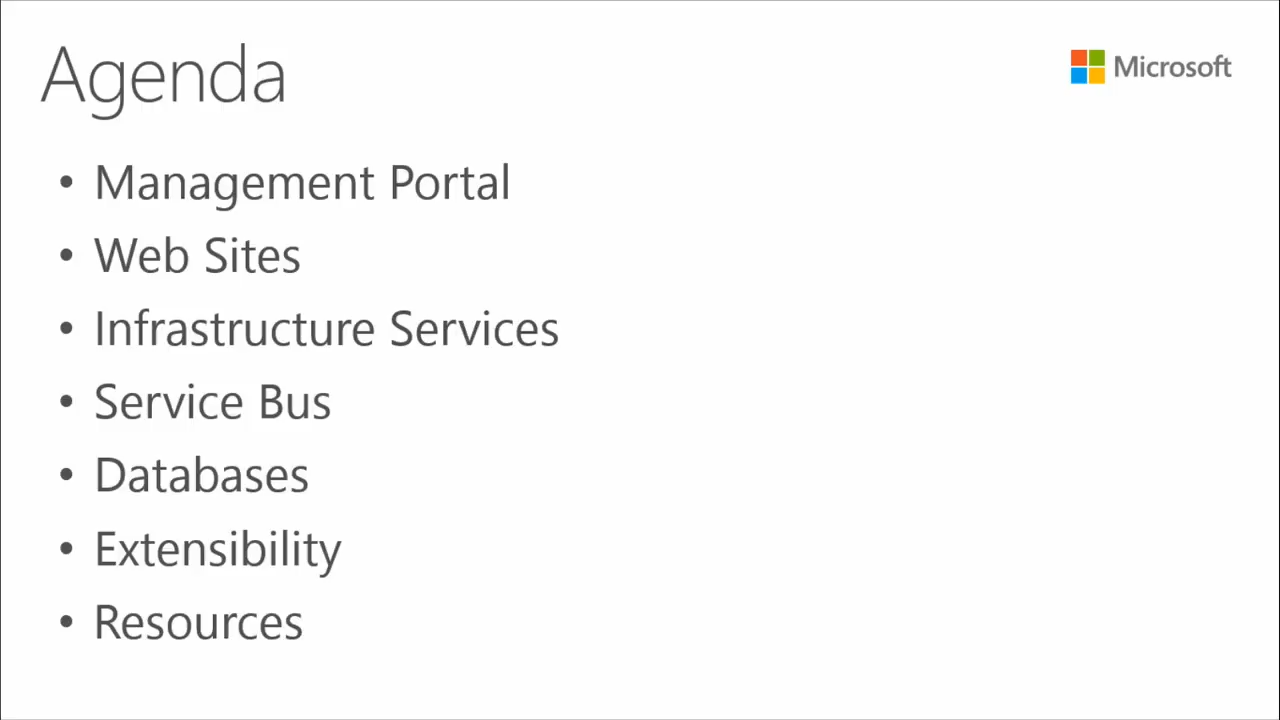 Agenda
Microsoft
• Management Portal
• Web Sites
• Infrastructure Services
• Service Bus
• Databases
• Extensibility
• Resources